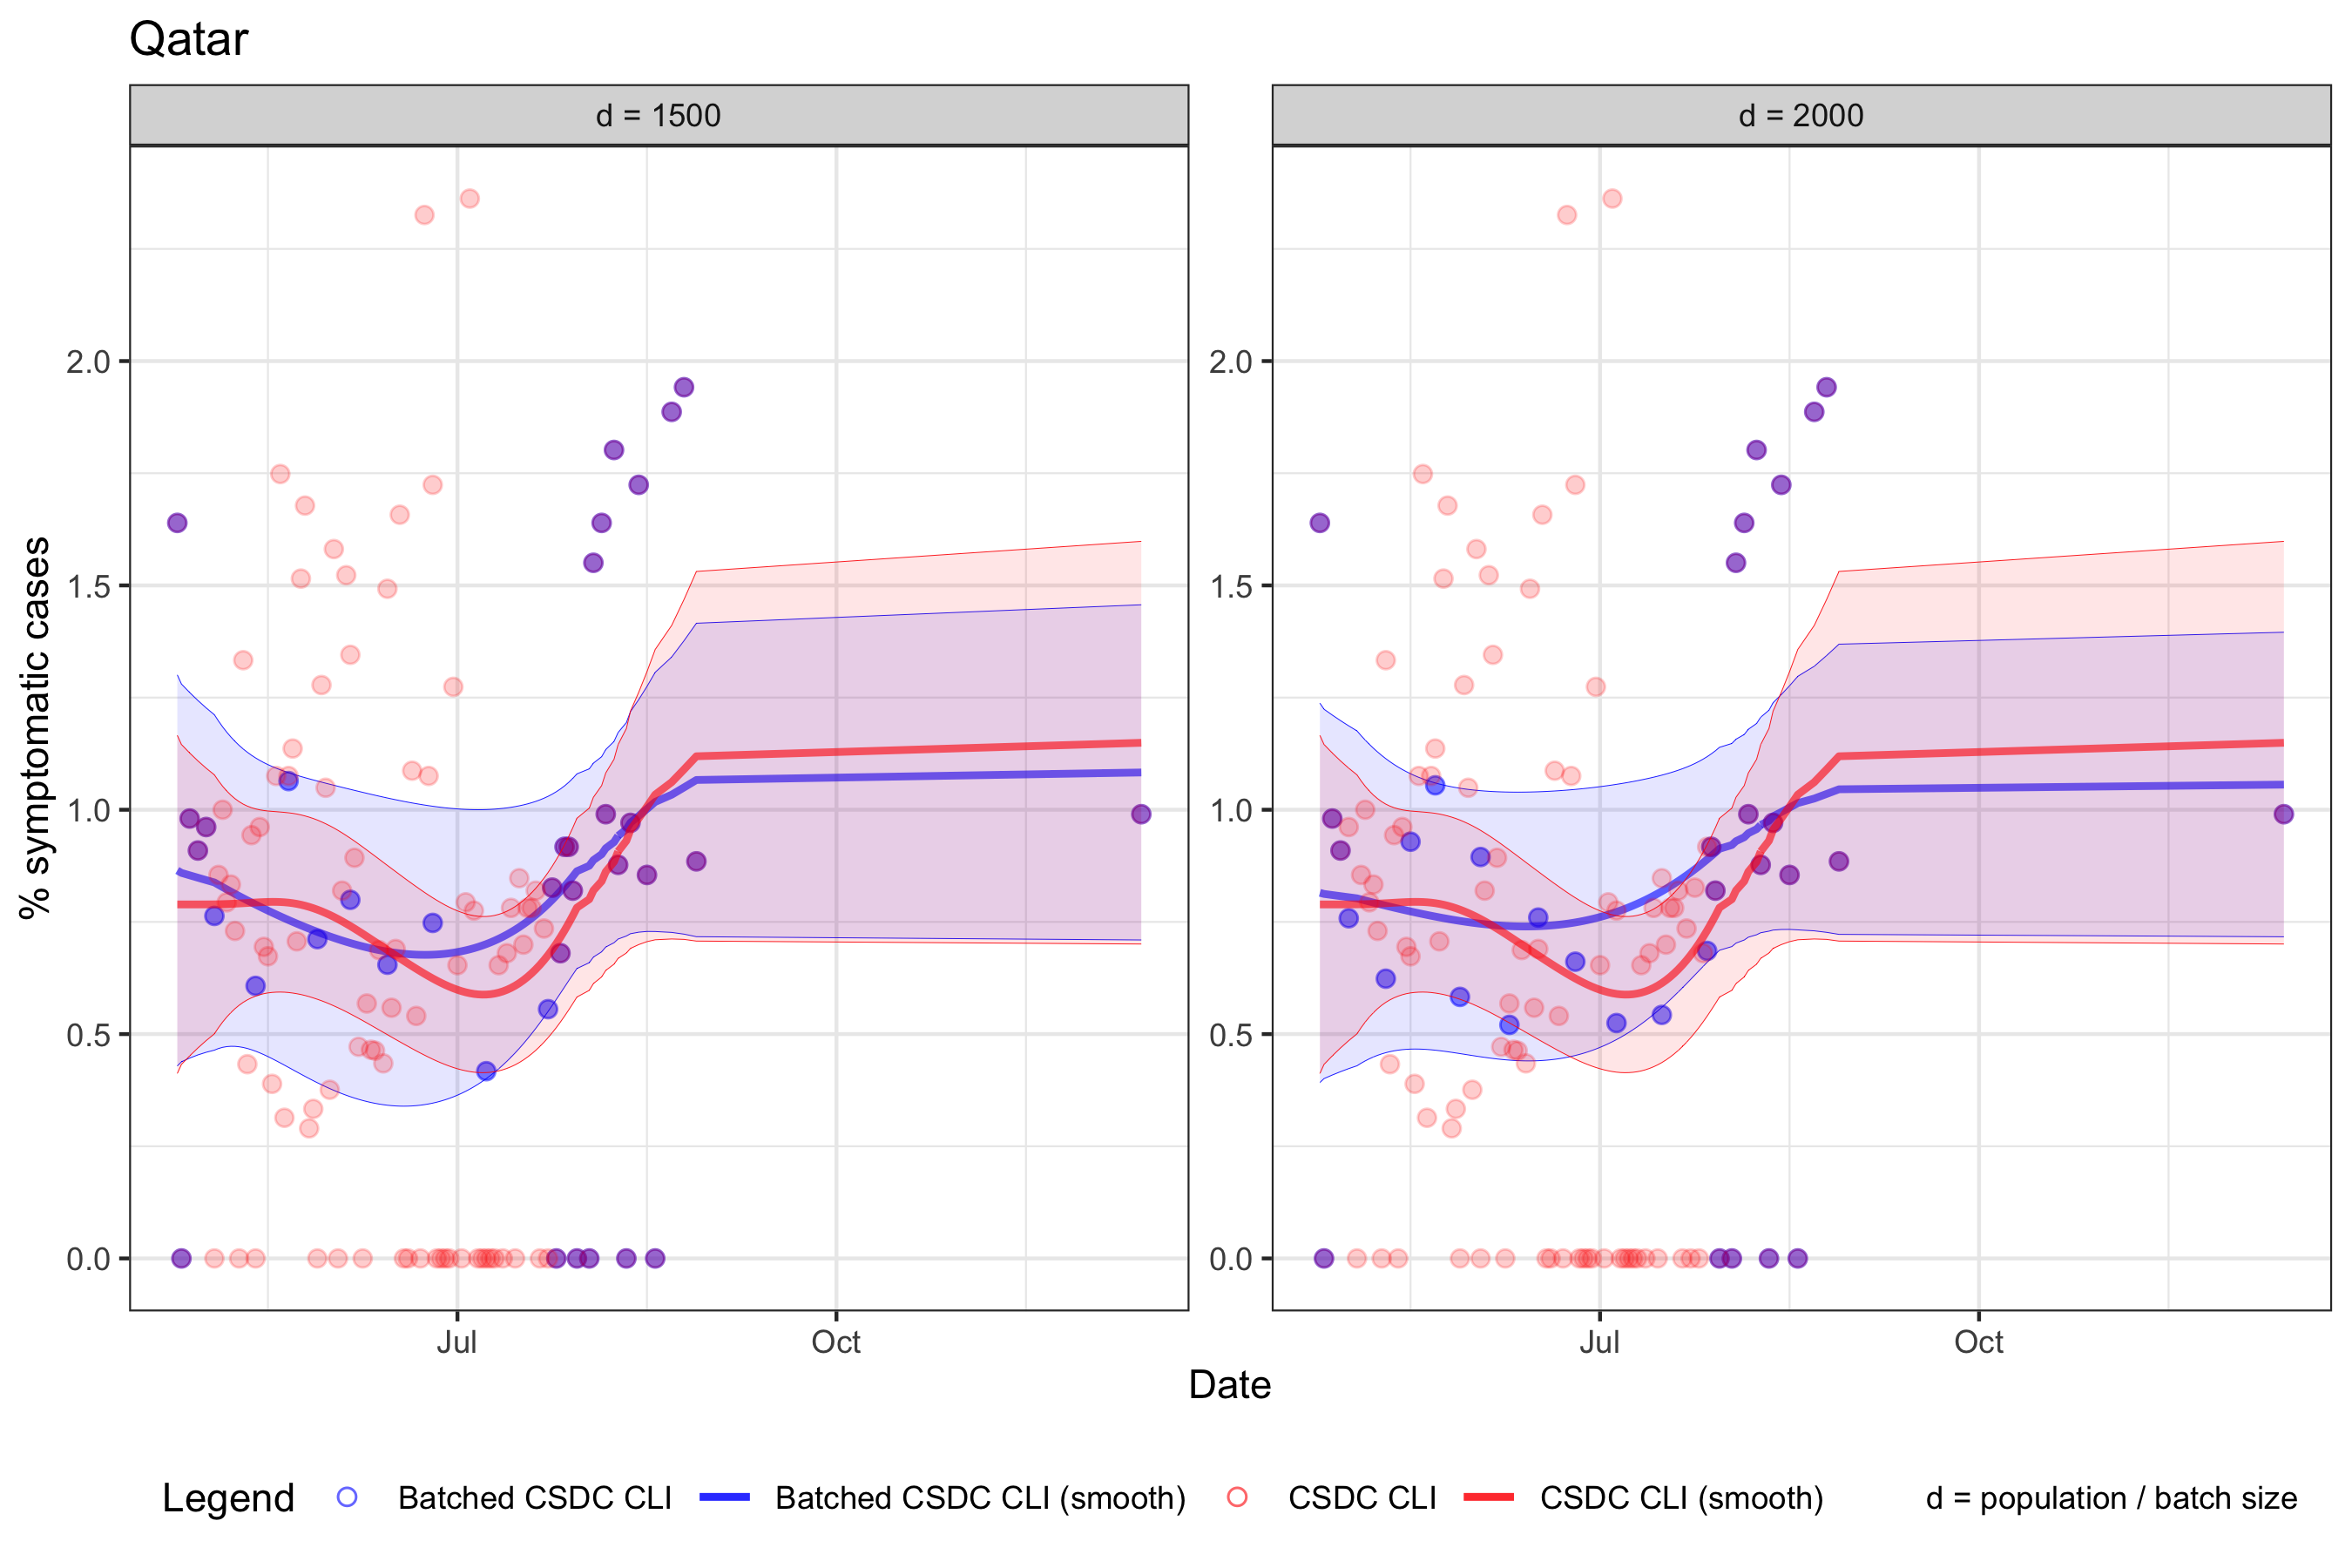 Qatar
d = 1500
d = 2000
% symptomatic cases
2.0
1.5
1.0
0.5
0.0
2.0
1.5
1.0
0.5
0.0
Jul
Oct
Jul
Oct
Date
Legend
Batched CSDC CLI
Batched CSDC CLI (smooth)
CSDC CLI
CSDC CLI (smooth)
d = population / batch size